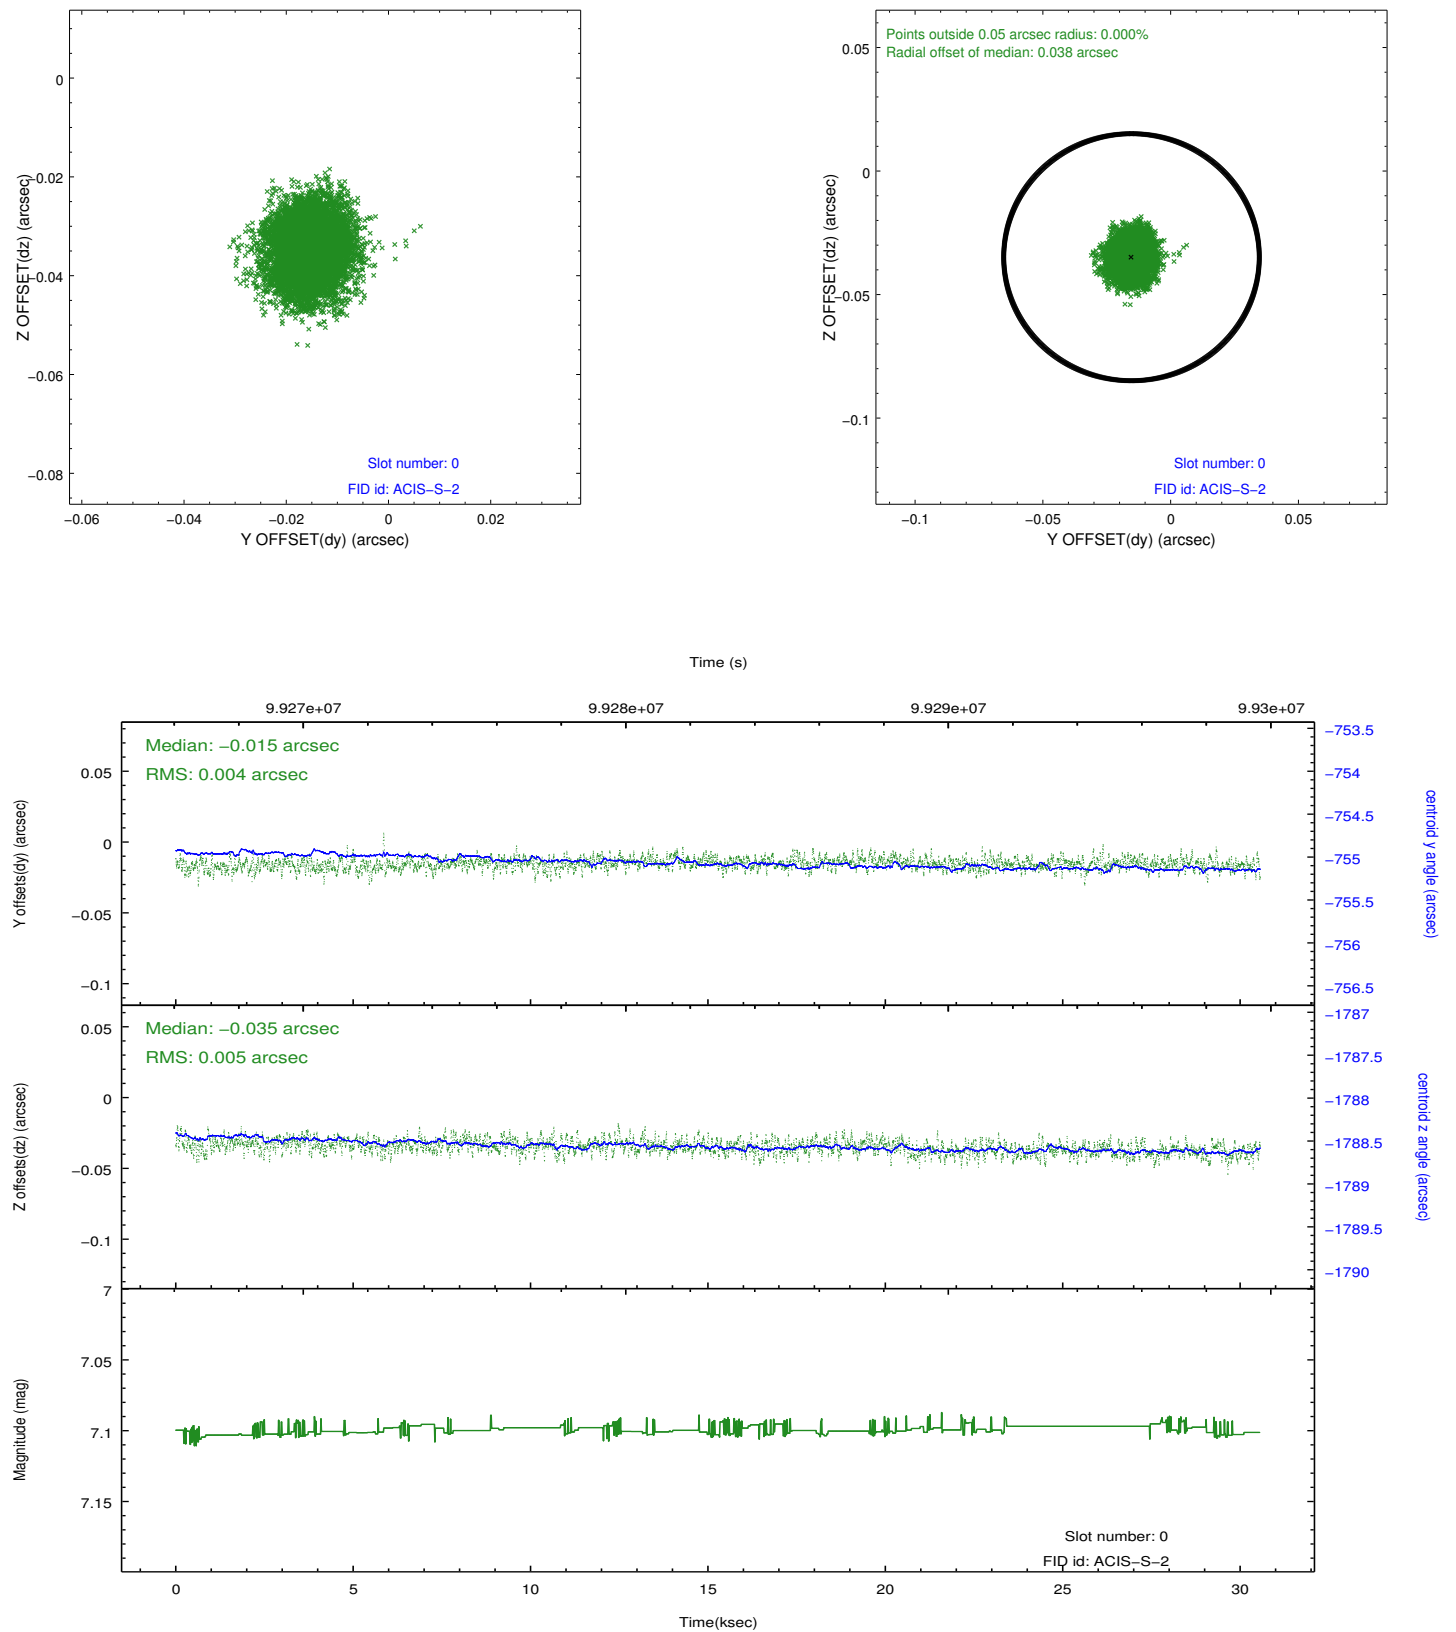 0
−0.02
−0.04
−0.06
−0.08
Z OFFSET(dz) (arcsec)
Slot number: 0
FID id: ACIS−S−2
−0.06
−0.04
−0.02
0
0.02
Y OFFSET(dy) (arcsec)
Points outside 0.05 arcsec radius: 0.000%
Radial offset of median: 0.038 arcsec
0.05
0
−0.05
−0.1
Z OFFSET(dz) (arcsec)
Slot number: 0
FID id: ACIS−S−2
−0.1
−0.05
0
0.05
Y OFFSET(dy) (arcsec)
Time (s)
9.927e+07
9.928e+07
9.929e+07
9.93e+07
Median: −0.015 arcsec
RMS: 0.004 arcsec
0.05
0
−0.05
−0.1
Y offsets(dy) (arcsec)
−753.5
−754
−754.5
−755
−755.5
−756
−756.5
centroid y angle (arcsec)
Median: −0.035 arcsec
RMS: 0.005 arcsec
0.05
0
−0.05
−0.1
Z offsets(dz) (arcsec)
−1787
−1787.5
−1788
−1788.5
−1789
−1789.5
−1790
centroid z angle (arcsec)
7
7.05
7.1
7.15
Magnitude (mag)
Slot number: 0
FID id: ACIS−S−2
0
5
10
15
20
25
30
Time(ksec)